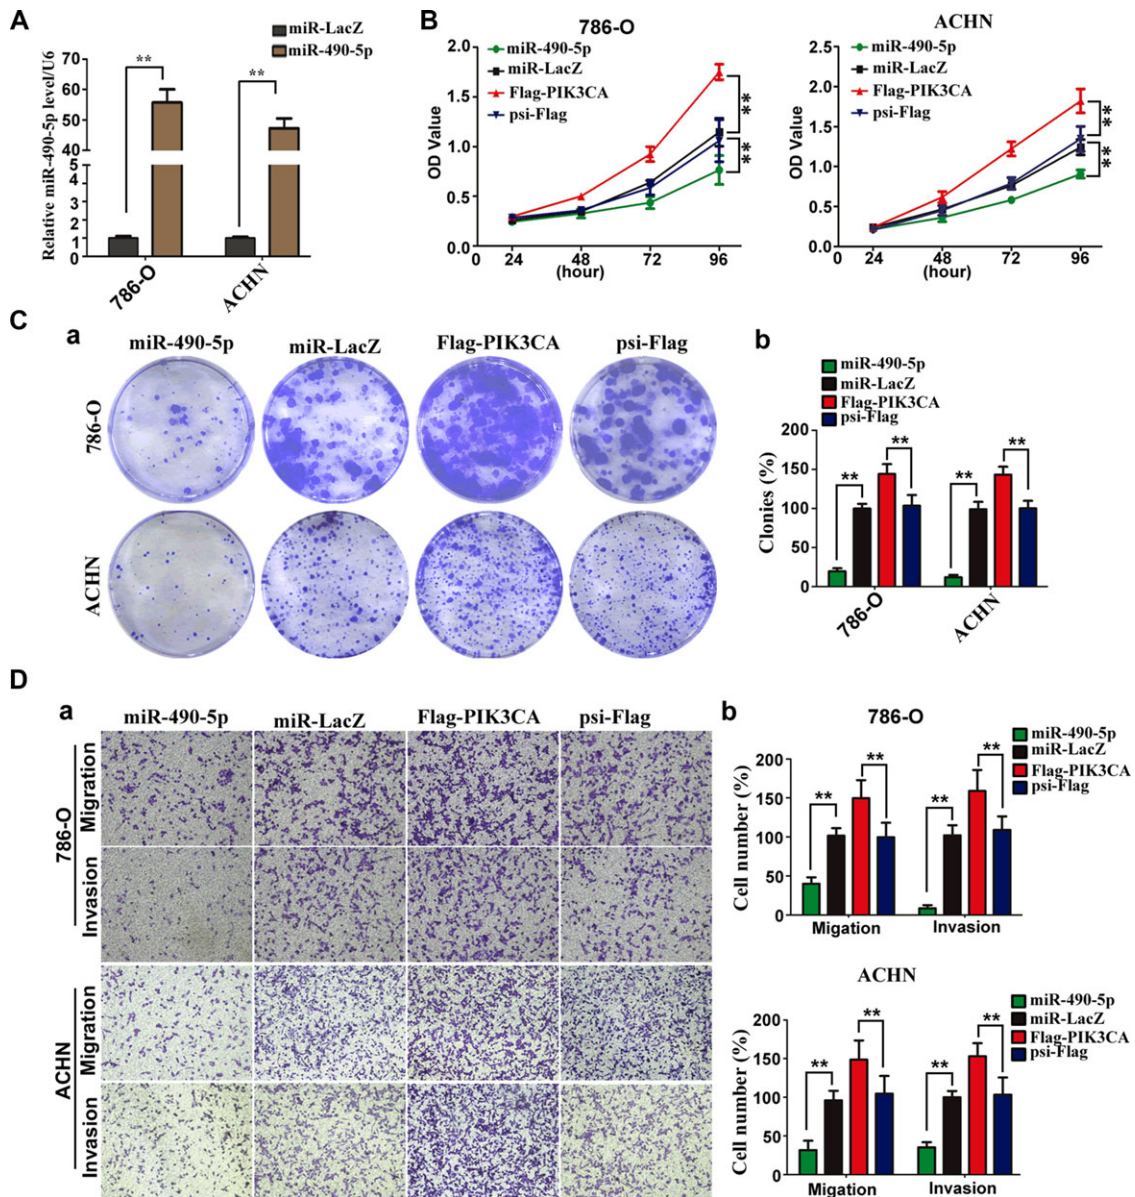 A
miR-LacZ
miR-490-5p
Relative miR-490-5p level/U6
70
60
50
40
5
4
3
2
1
0
**
**
786-O
ACHN
B
786-O
miR-490-5p
miR-LacZ
Flag-PIK3CA
psi-Flag
OD Value
2.0
1.5
1.0
0.5
0.0
**
**
0 24 48 72 96
(hour)
ACHN
miR-490-5p
miR-LacZ
Flag-PIK3CA
psi-Flag
OD Value
2.5
2.0
1.5
1.0
0.5
0.0
**
**
0 24 48 72 96
(hour)
C
a
miR-490-5p miR-LacZ Flag-PIK3CA psi-Flag
786-O
ACHN
b
miR-490-5p
miR-LacZ
Flag-PIK3CA
psi-Flag
Clonies (%)
200
150
100
50
0
** ** ** **
786-O
ACHN
D
a
miR-490-5p miR-LacZ Flag-PIK3CA psi-Flag
786-O
Migration
Invasion
ACHN
Migration
Invasion
b
786-O
miR-490-5p
miR-LacZ
Flag-PIK3CA
psi-Flag
Cell number (%)
200
150
100
50
0
** ** ** **
Migation Invasion
ACHN
miR-490-5p
miR-LacZ
Flag-PIK3CA
psi-Flag
Cell number (%)
200
150
100
50
0
** ** ** **
Migration Invasion